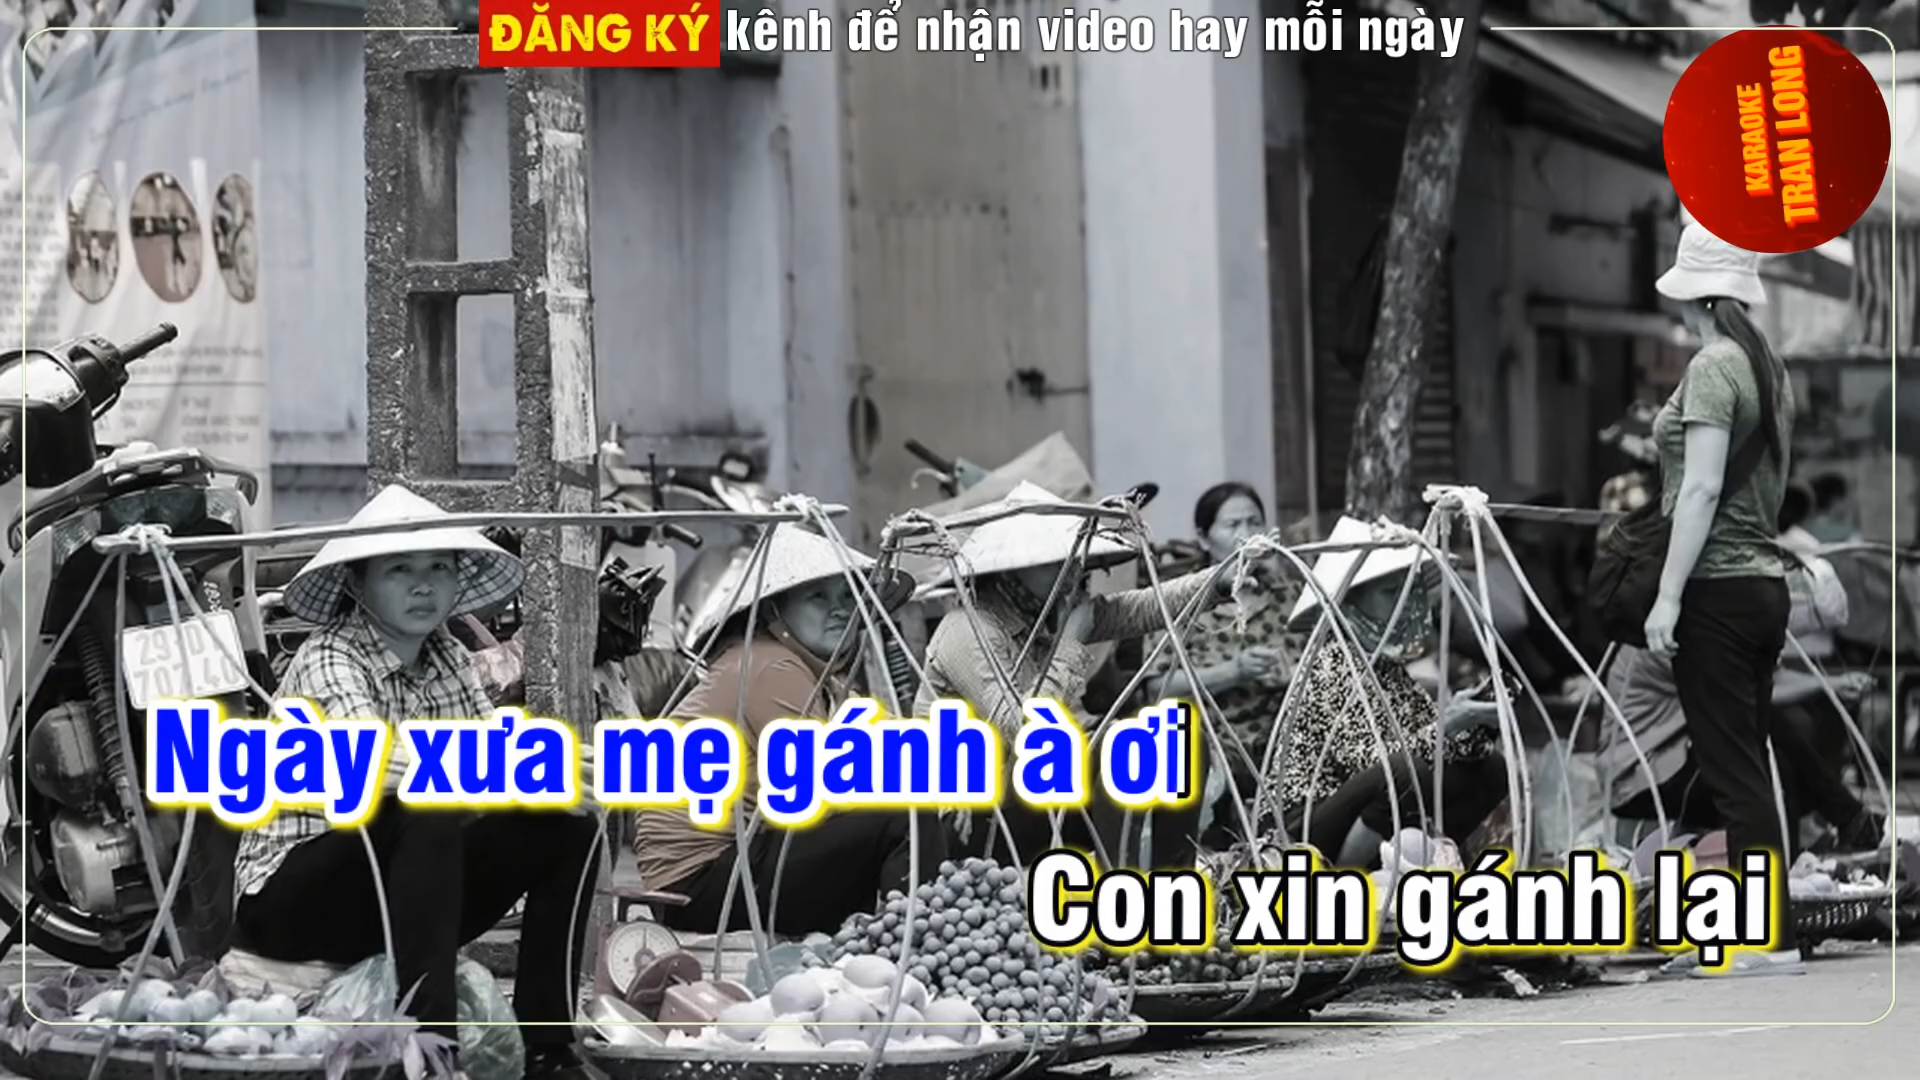 ĐĂNG KÝ kênh để nhận video hay mỗi ngày
KARAOKE
TRAN LONG
Ngày xưa mẹ gánh à ơi
Con xin gánh lại